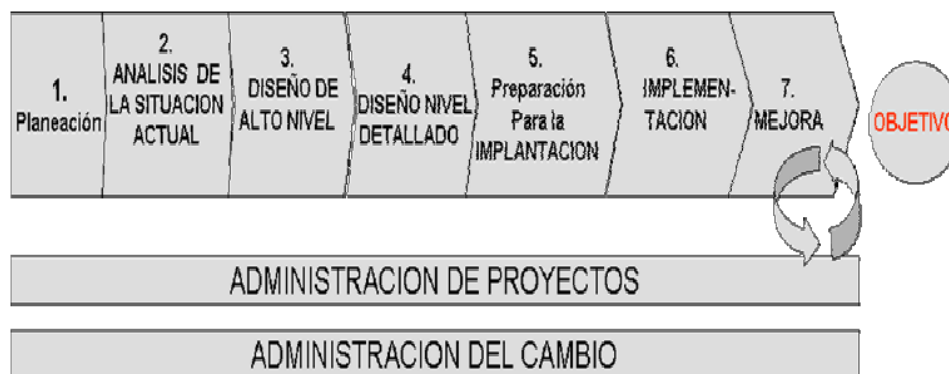 1.
Planeación
2.
ANALISIS DE
LA SITUACION
ACTUAL
3.
DISEÑO DE
ALTO NIVEL
4.
DISEÑO NIVEL
DETALLADO
5.
Preparación
Para la
IMPLANTACION
6.
IMPLEMEN-
TACION
7.
MEJORA
OBJETIVO
ADMINISTRACION DE PROYECTOS
ADMINISTRACION DEL CAMBIO